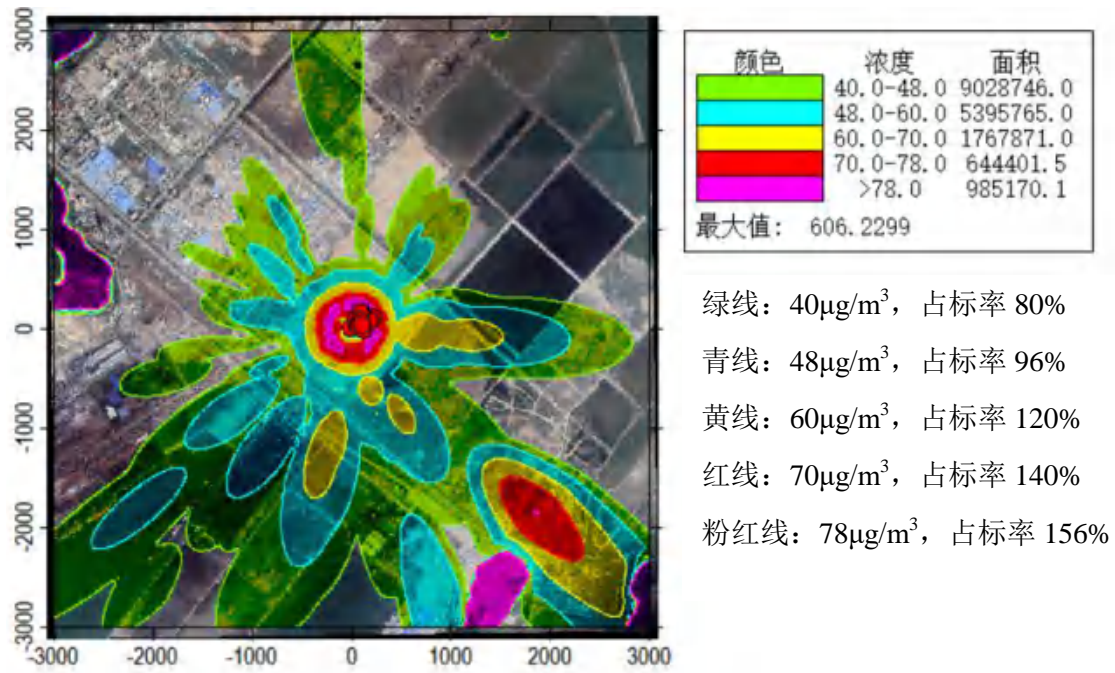 3000
2000
1000
0
-1000
-2000
-3000
-3000 -2000 -1000 0 1000 2000 3000
颜色 浓度 面积
40.0-48.0 9028746.0
48.0-60.0 5395765.0
60.0-70.0 1767871.0
70.0-78.0 644401.5
>78.0 985170.1
最大值: 606.2299
绿线：40μg/m³，占标率 80%
青线：48μg/m³，占标率 96%
黄线：60μg/m³，占标率 120%
红线：70μg/m³，占标率 140%
粉红线：78μg/m³，占标率 156%